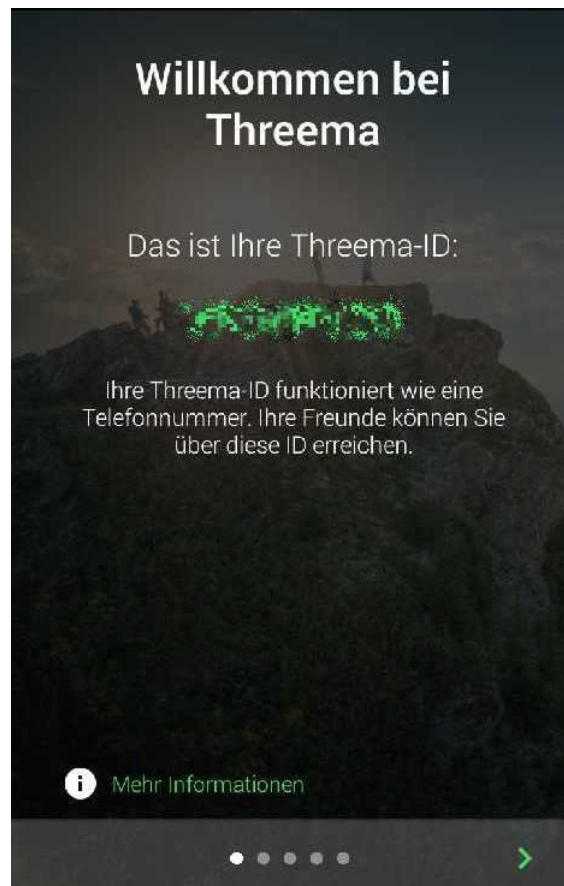 Willkommen bei
Threema
Das ist Ihre Threema-ID:
Ihre Threema-ID funktioniert wie eine
Telefonnummer. Ihre Freunde können Sie
über diese ID erreichen.
i
Mehr Informationen